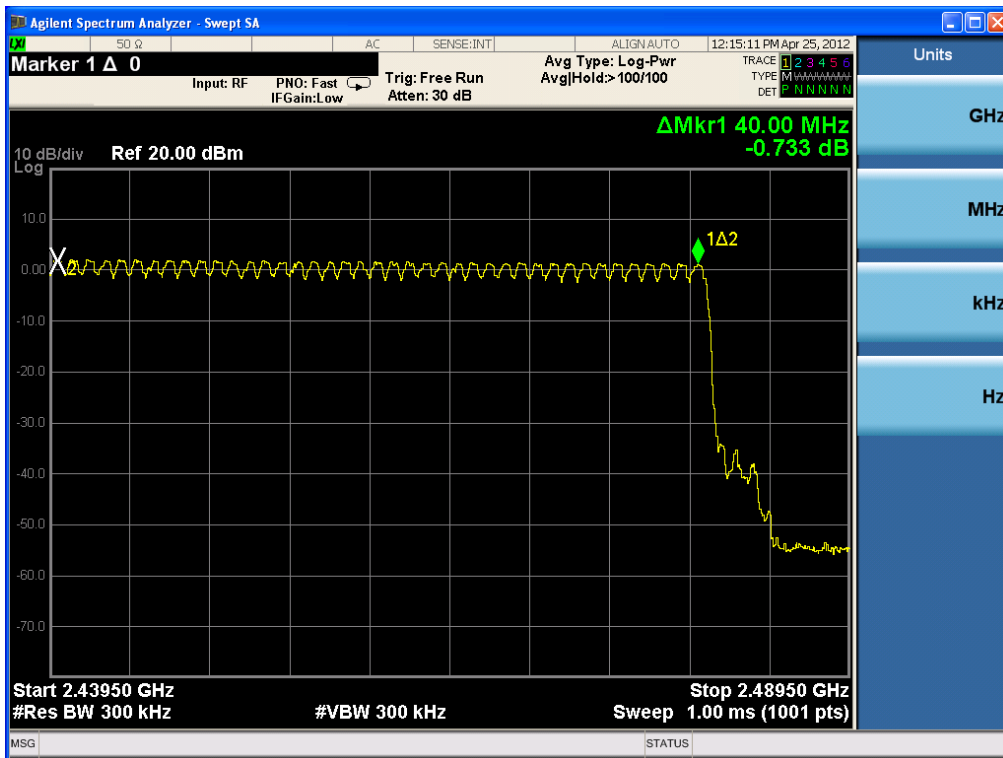 Agilent Spectrum Analyzer - Swept SA
LXI 50 Ω AC SENSE:INT ALIGNAUTO 12:15:11 PM Apr 25, 2012
Marker 1 Δ 0
Input: RF
PNO: Fast
IFGain:Low
Trig: Free Run
Atten: 30 dB
Avg Type: Log-Pwr
Avg|Hold:>100/100
TRACE 1 2 3 4 5 6
TYPE M
DET P N N N N N
ΔMkr1 40.00 MHz
-0.733 dB
10 dB/div Ref 20.00 dBm
Log
10.0
0.00
-10.0
-20.0
-30.0
-40.0
-50.0
-60.0
-70.0
X2
1Δ2
Start 2.43950 GHz Stop 2.48950 GHz
#Res BW 300 kHz #VBW 300 kHz Sweep 1.00 ms (1001 pts)
MSG STATUS
Units
GHz
MHz
kHz
Hz